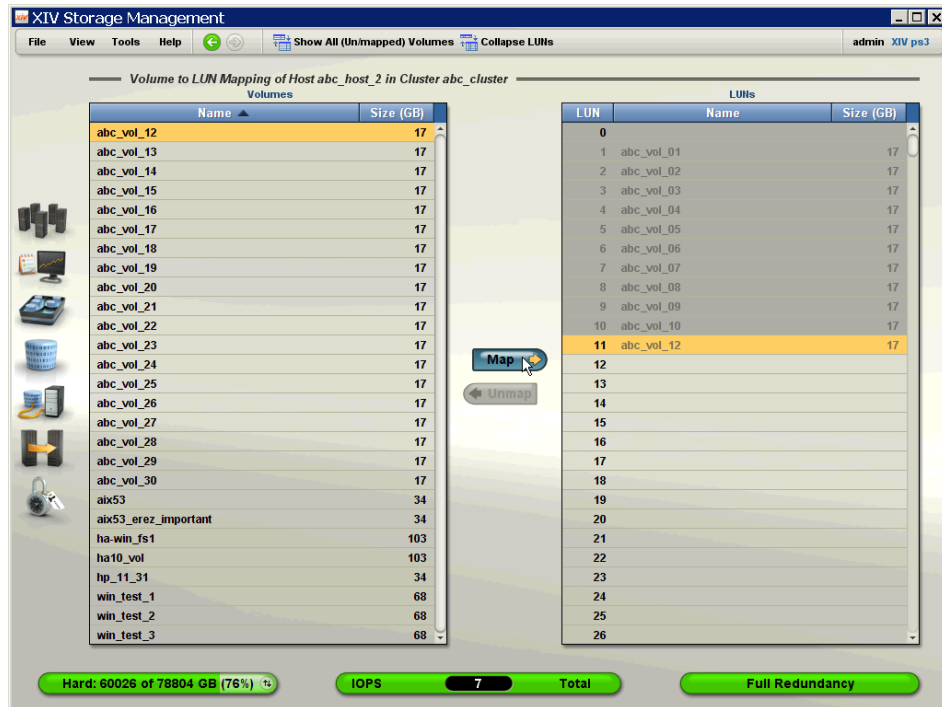 XIV XIV Storage Management
File View Tools Help Show All (Un/mapped) Volumes Collapse LUNs admin XIV ps3
Volume to LUN Mapping of Host abc_host_2 in Cluster abc_cluster
Volumes
Name Size (GB)
abc_vol_12 17
abc_vol_13 17
abc_vol_14 17
abc_vol_15 17
abc_vol_16 17
abc_vol_17 17
abc_vol_18 17
abc_vol_19 17
abc_vol_20 17
abc_vol_21 17
abc_vol_22 17
abc_vol_23 17
abc_vol_24 17
abc_vol_25 17
abc_vol_26 17
abc_vol_27 17
abc_vol_28 17
abc_vol_29 17
abc_vol_30 17
aix53 34
aix53_erez_important 34
ha-win_fs1 103
ha10_vol 103
hp_11_31 34
win_test_1 68
win_test_2 68
win_test_3 68
Map
Unmap
LUNs
LUN Name Size (GB)
0
1 abc_vol_01 17
2 abc_vol_02 17
3 abc_vol_03 17
4 abc_vol_04 17
5 abc_vol_05 17
6 abc_vol_06 17
7 abc_vol_07 17
8 abc_vol_08 17
9 abc_vol_09 17
10 abc_vol_10 17
11 abc_vol_12 17
12
13
14
15
16
17
18
19
20
21
22
23
24
25
26
Hard: 60026 of 78804 GB (76%) IOPS 7 Total Full Redundancy